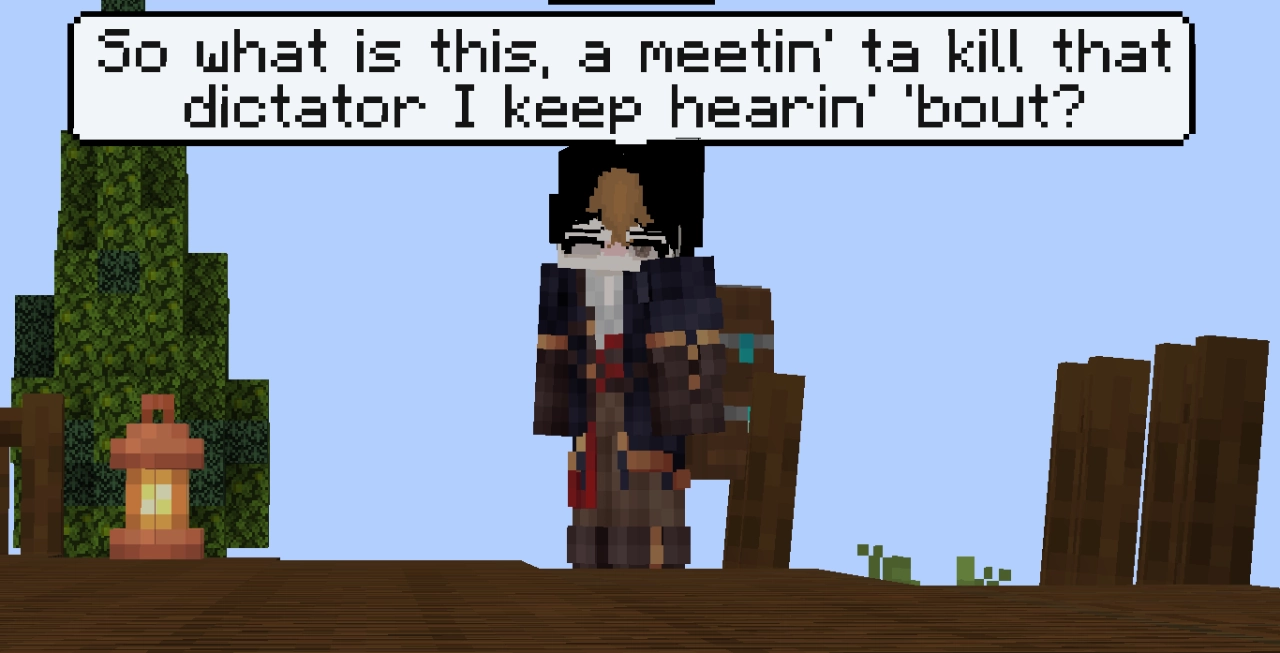 So what is this, a meetin' ta kill that
dictator I keep hearin' 'bout?